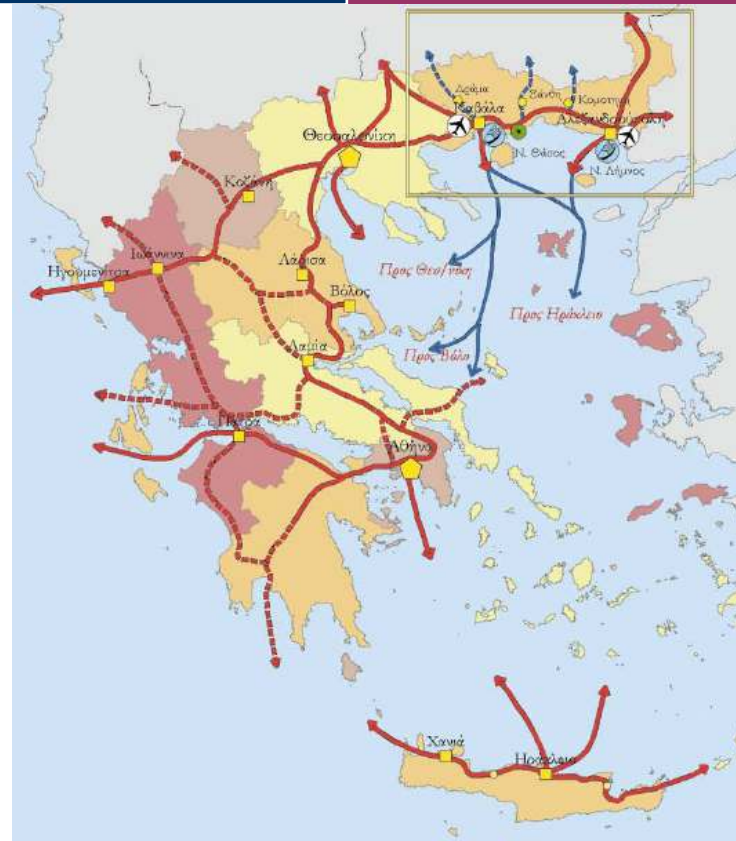 Δράμα
Ξάνθη
Καβάλα
Κομοτηνή
Αλεξανδρούπολη
Θεσσαλονίκη
Ν. Θάσος
Ν. Λήμνος
Κοζάνη
Ιωάννινα
Λάρισα
Ηγουμενίτσα
Προς Θεσ/νίκη
Βόλος
Προς Ηράκλειο
Λαμία
Προς Βόλο
Πάτρα
Αθήνα
Χανιά
Ηράκλειο